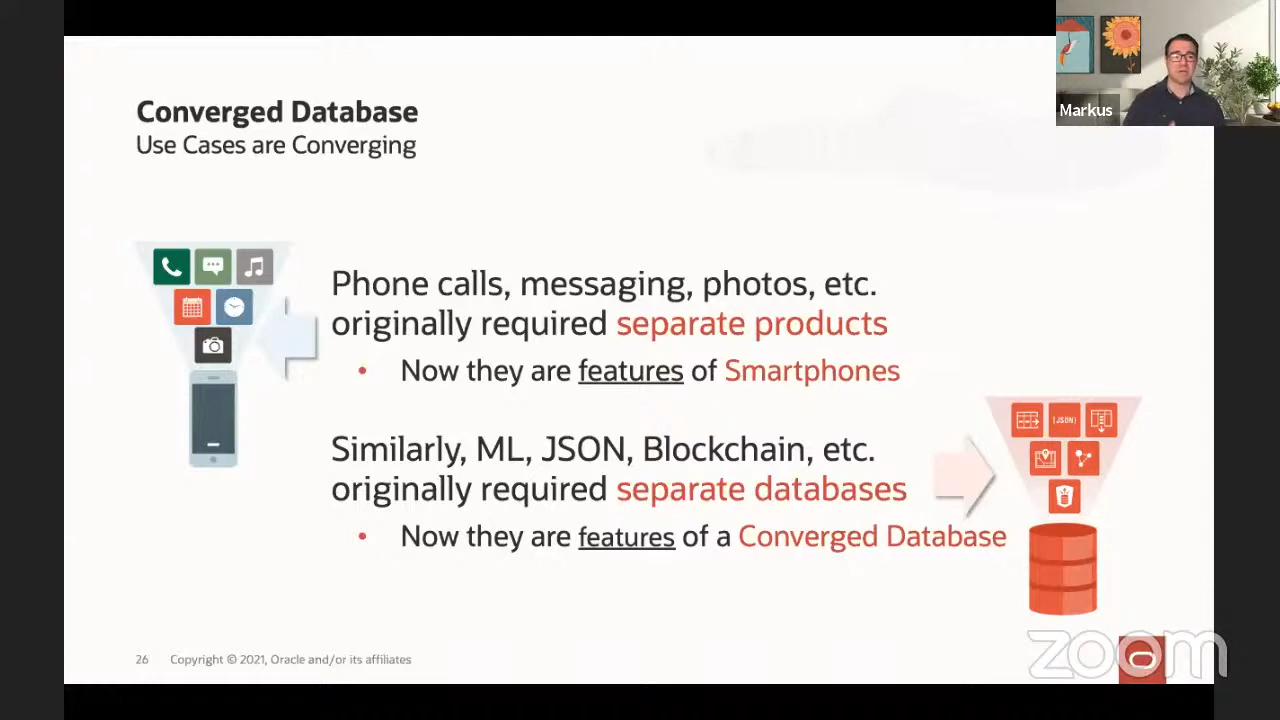 Markus
Converged Database
Use Cases are Converging
Phone calls, messaging, photos, etc.
originally required separate products
• Now they are features of Smartphones
Similarly, ML, JSON, Blockchain, etc.
originally required separate databases
• Now they are features of a Converged Database
{JSON}
26 Copyright © 2021, Oracle and/or its affiliates
zoom